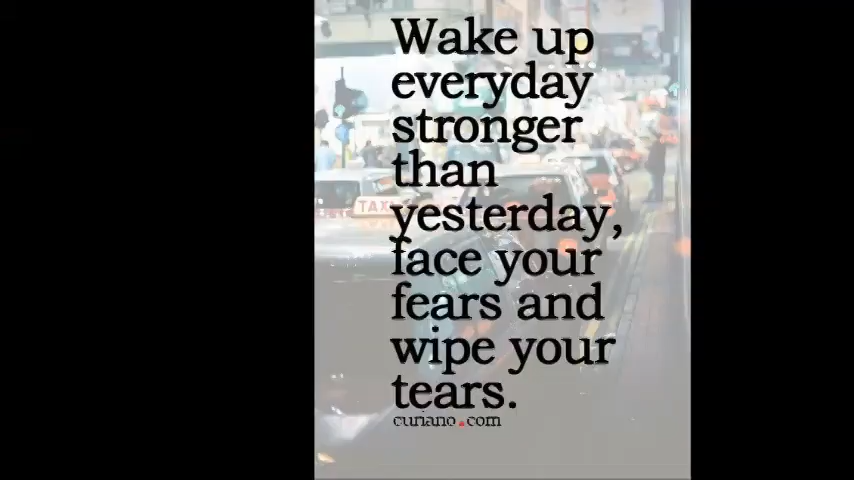 Wake up
everyday
stronger
than
TAXI
yesterday,
face your
fears and
wipe your
tears.
curiano.com